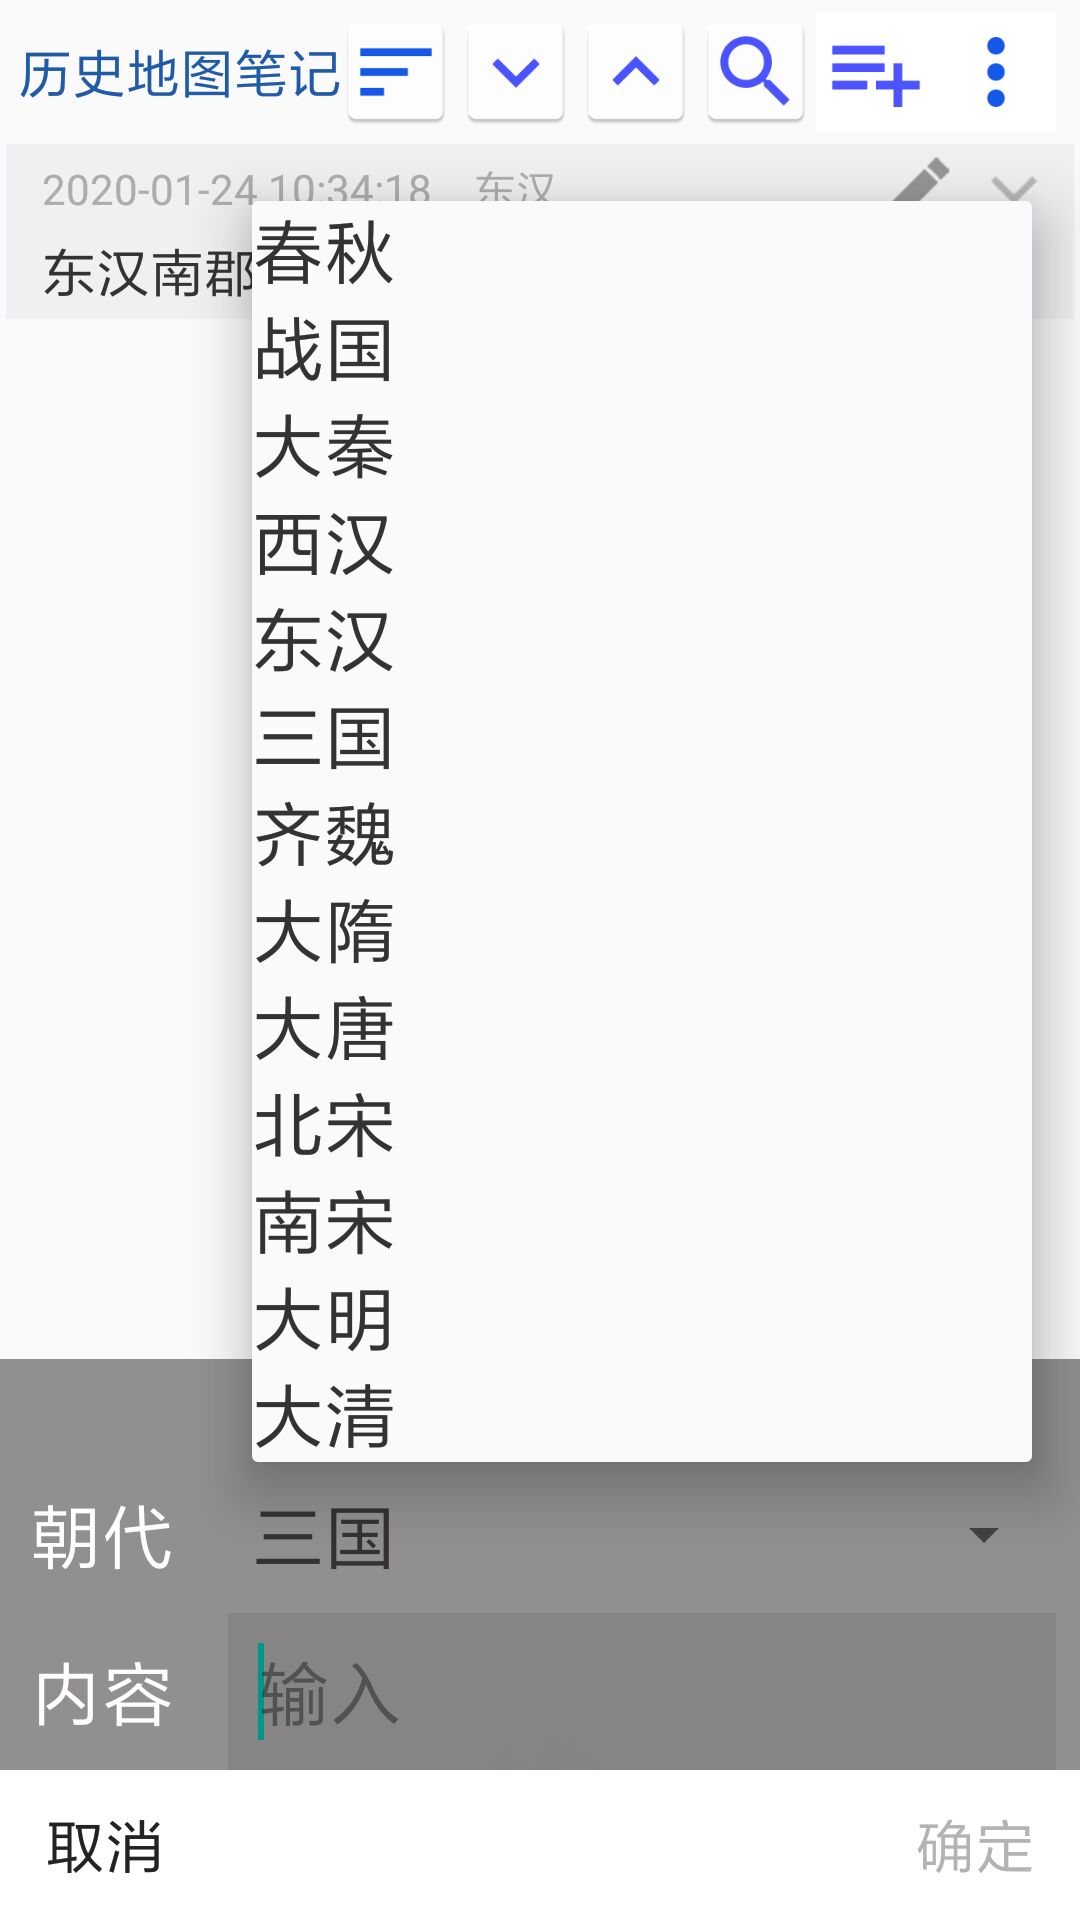 历史地图笔记
2020-01-24 10:34:18 东汉
东汉南郡
春秋
战国
大秦
西汉
东汉
三国
齐魏
大隋
大唐
北宋
南宋
大明
大清
朝代 三国
内容 输入
取消 确定